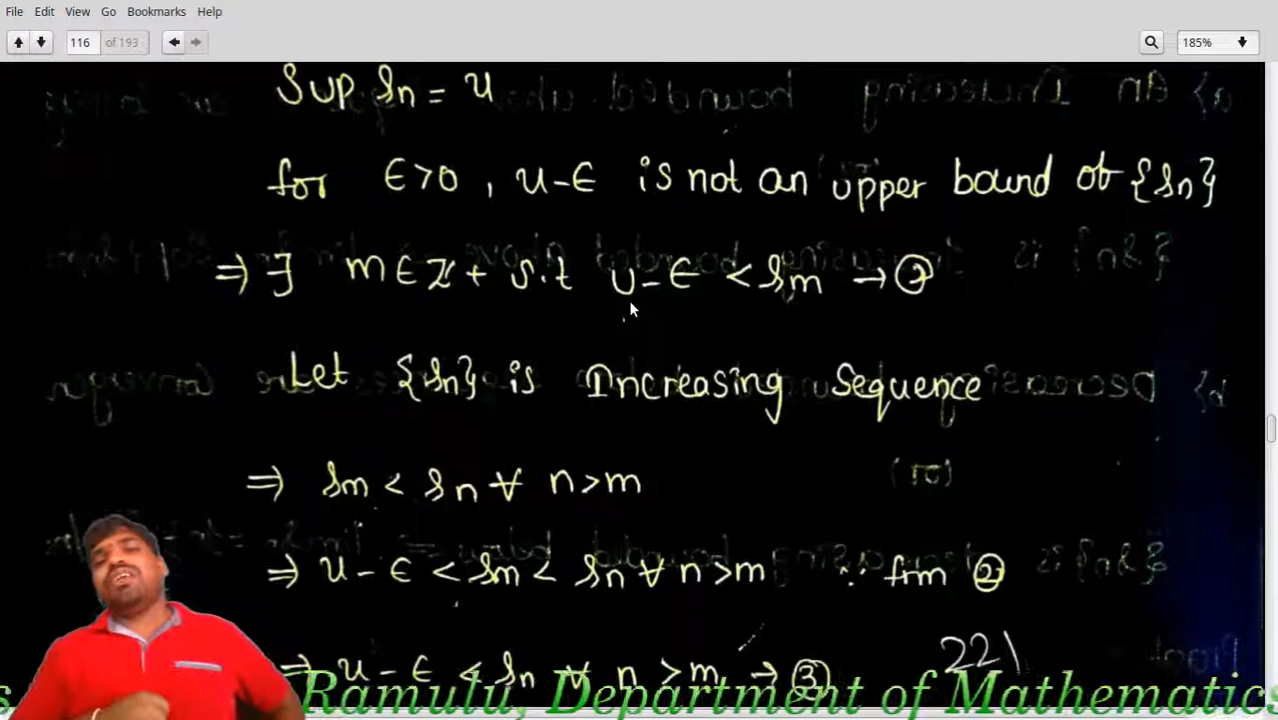 File Edit View Go Bookmarks Help
116 of 193 185%
Sup Sn = u
for ϵ>0, u-ϵ is not an upper bound of {Sn}
⇒ ∃ m ∈ Z+ s.t u-ϵ < Sm → ②
Let {Sn} is Increasing Sequence
⇒ Sm < Sn ∀ n>m
⇒ u-ϵ < Sm < Sn ∀ n>m ∵ from ②
⇒ u-ϵ < Sn ∀ n>m → ③
221
s Ramulu, Department of Mathematics